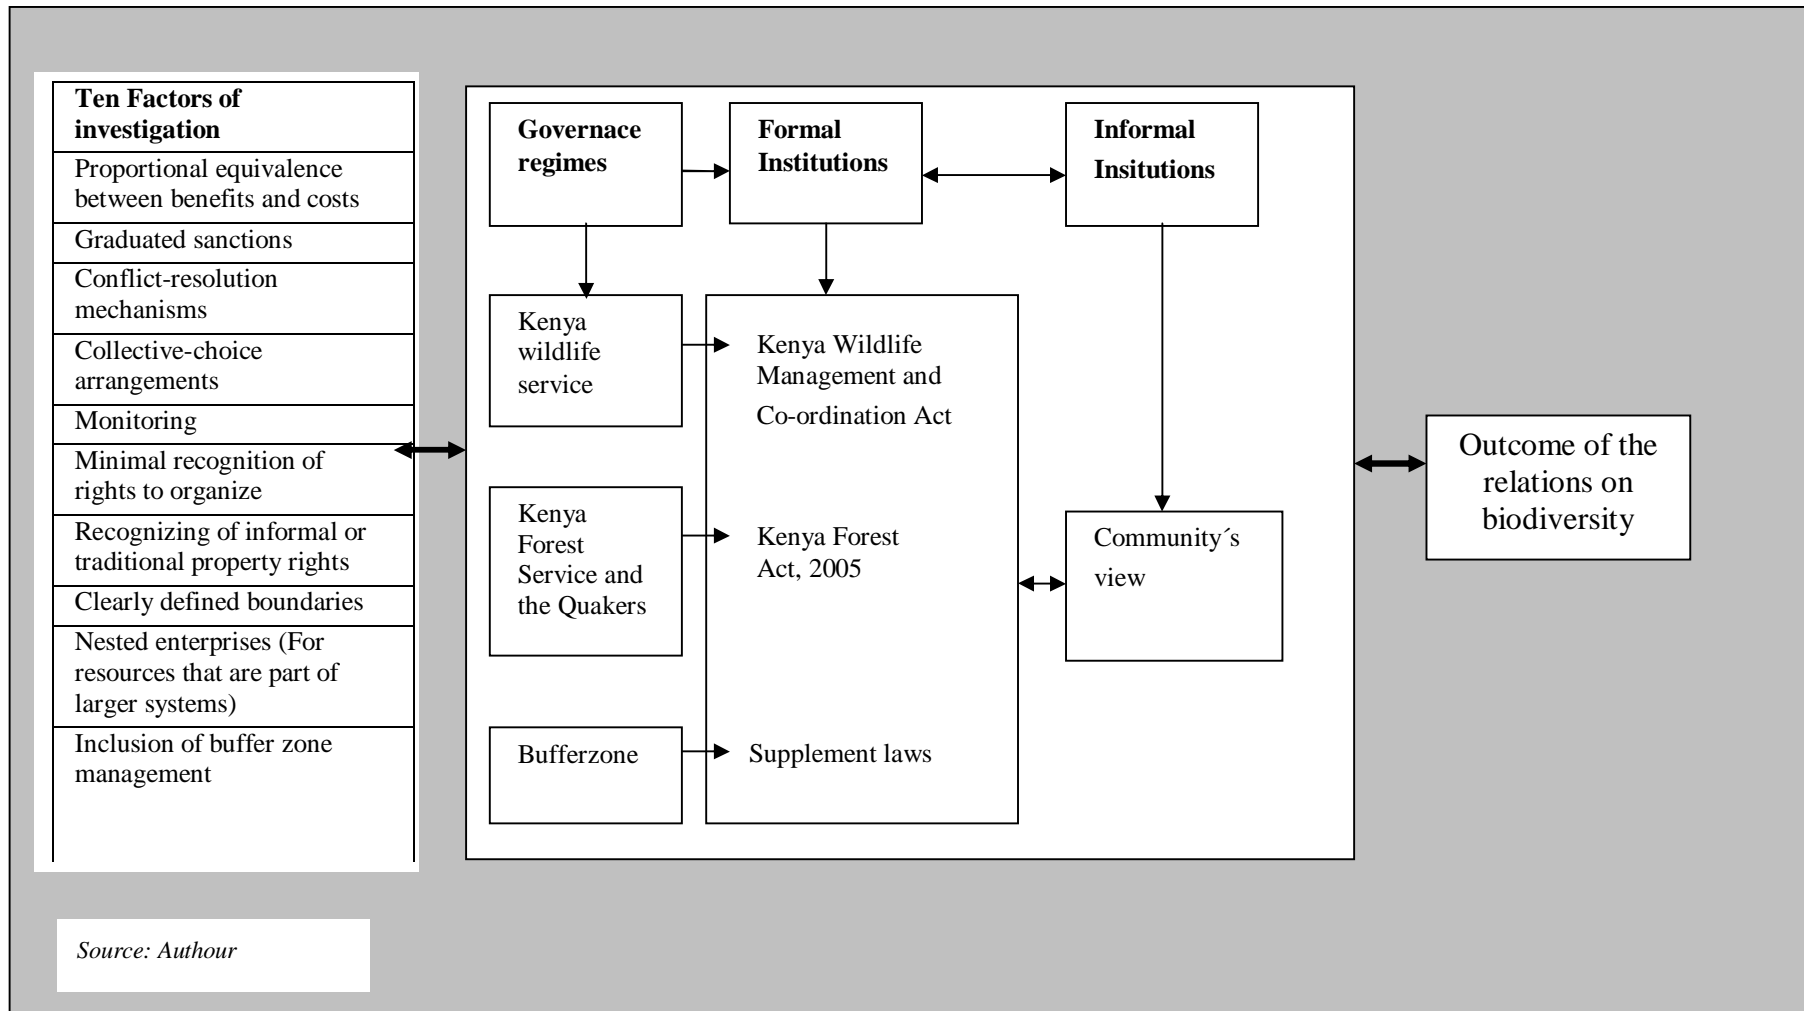 Ten Factors of
investigation
Proportional equivalence
between benefits and costs
Graduated sanctions
Conflict-resolution
mechanisms
Collective-choice
arrangements
Monitoring
Minimal recognition of
rights to organize
Recognizing of informal or
traditional property rights
Clearly defined boundaries
Nested enterprises (For
resources that are part of
larger systems)
Inclusion of buffer zone
management
Governace
regimes
Formal
Institutions
Informal
Insitutions
Kenya
wildlife
service
Kenya Wildlife
Management and
Co-ordination Act
Kenya
Forest
Service and
the Quakers
Kenya Forest
Act, 2005
Community´s
view
Bufferzone
Supplement laws
Outcome of the
relations on
biodiversity
Source: Authour